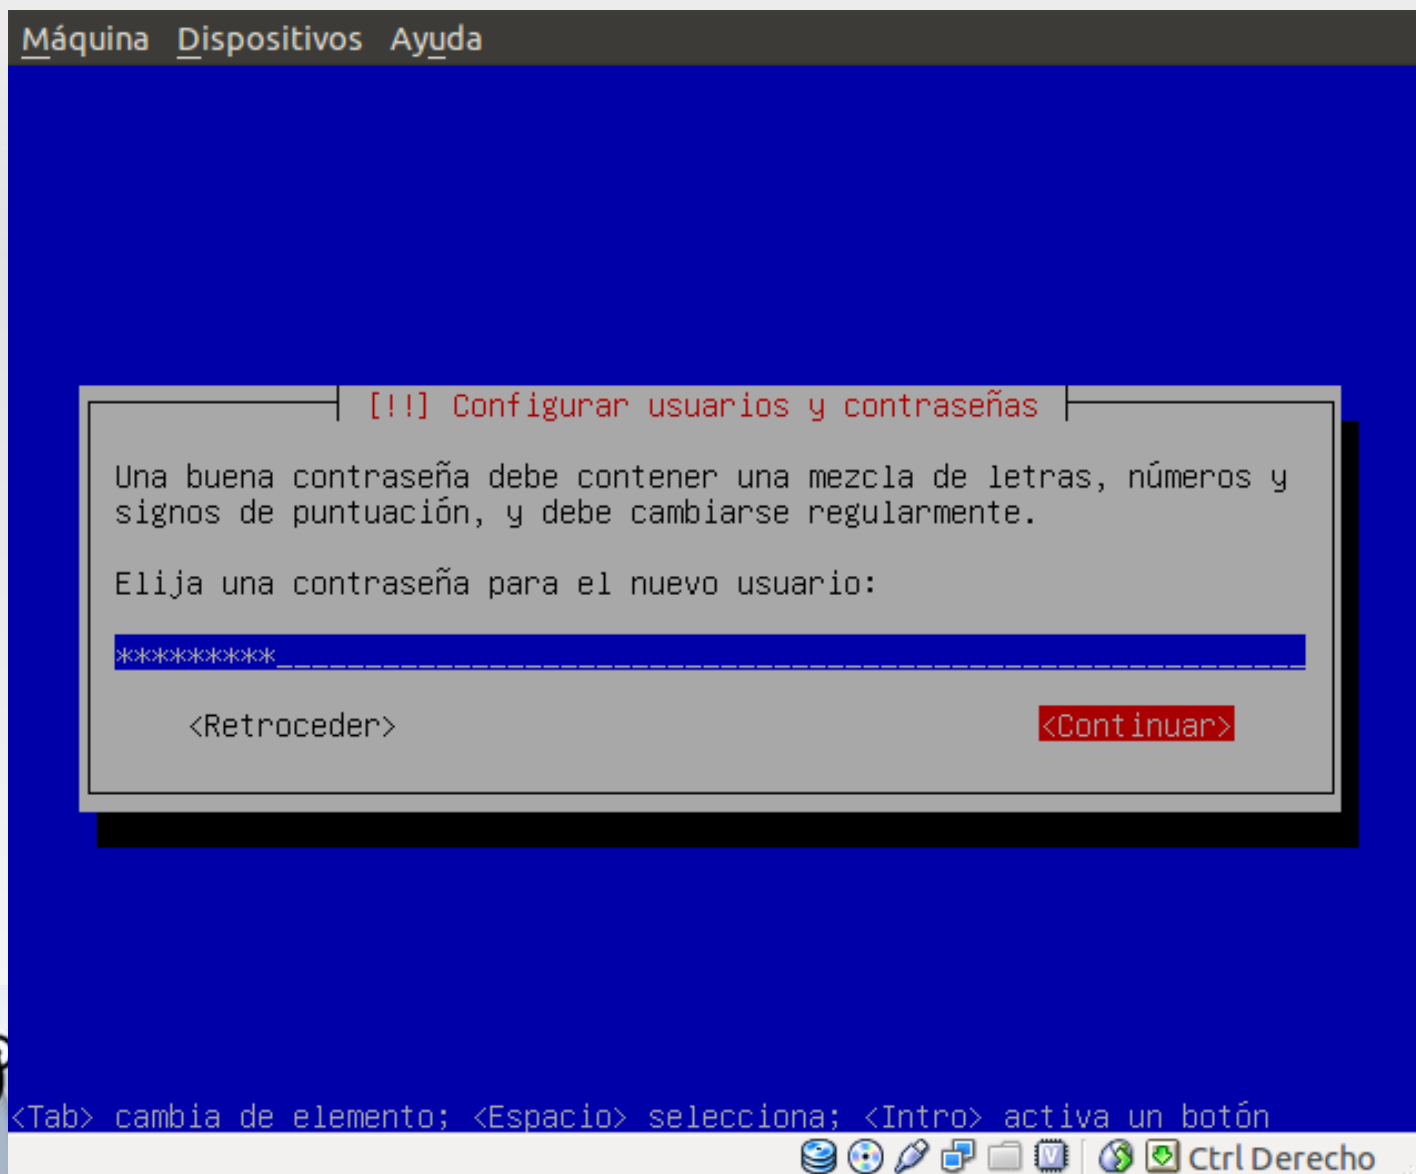 Máquina Dispositivos Ayuda
[!!] Configurar usuarios y contraseñas
Una buena contraseña debe contener una mezcla de letras, números y
signos de puntuación, y debe cambiarse regularmente.
Elija una contraseña para el nuevo usuario:
*********
<Retroceder> <Continuar>
<Tab> cambia de elemento; <Espacio> selecciona; <Intro> activa un botón
Ctrl Derecho